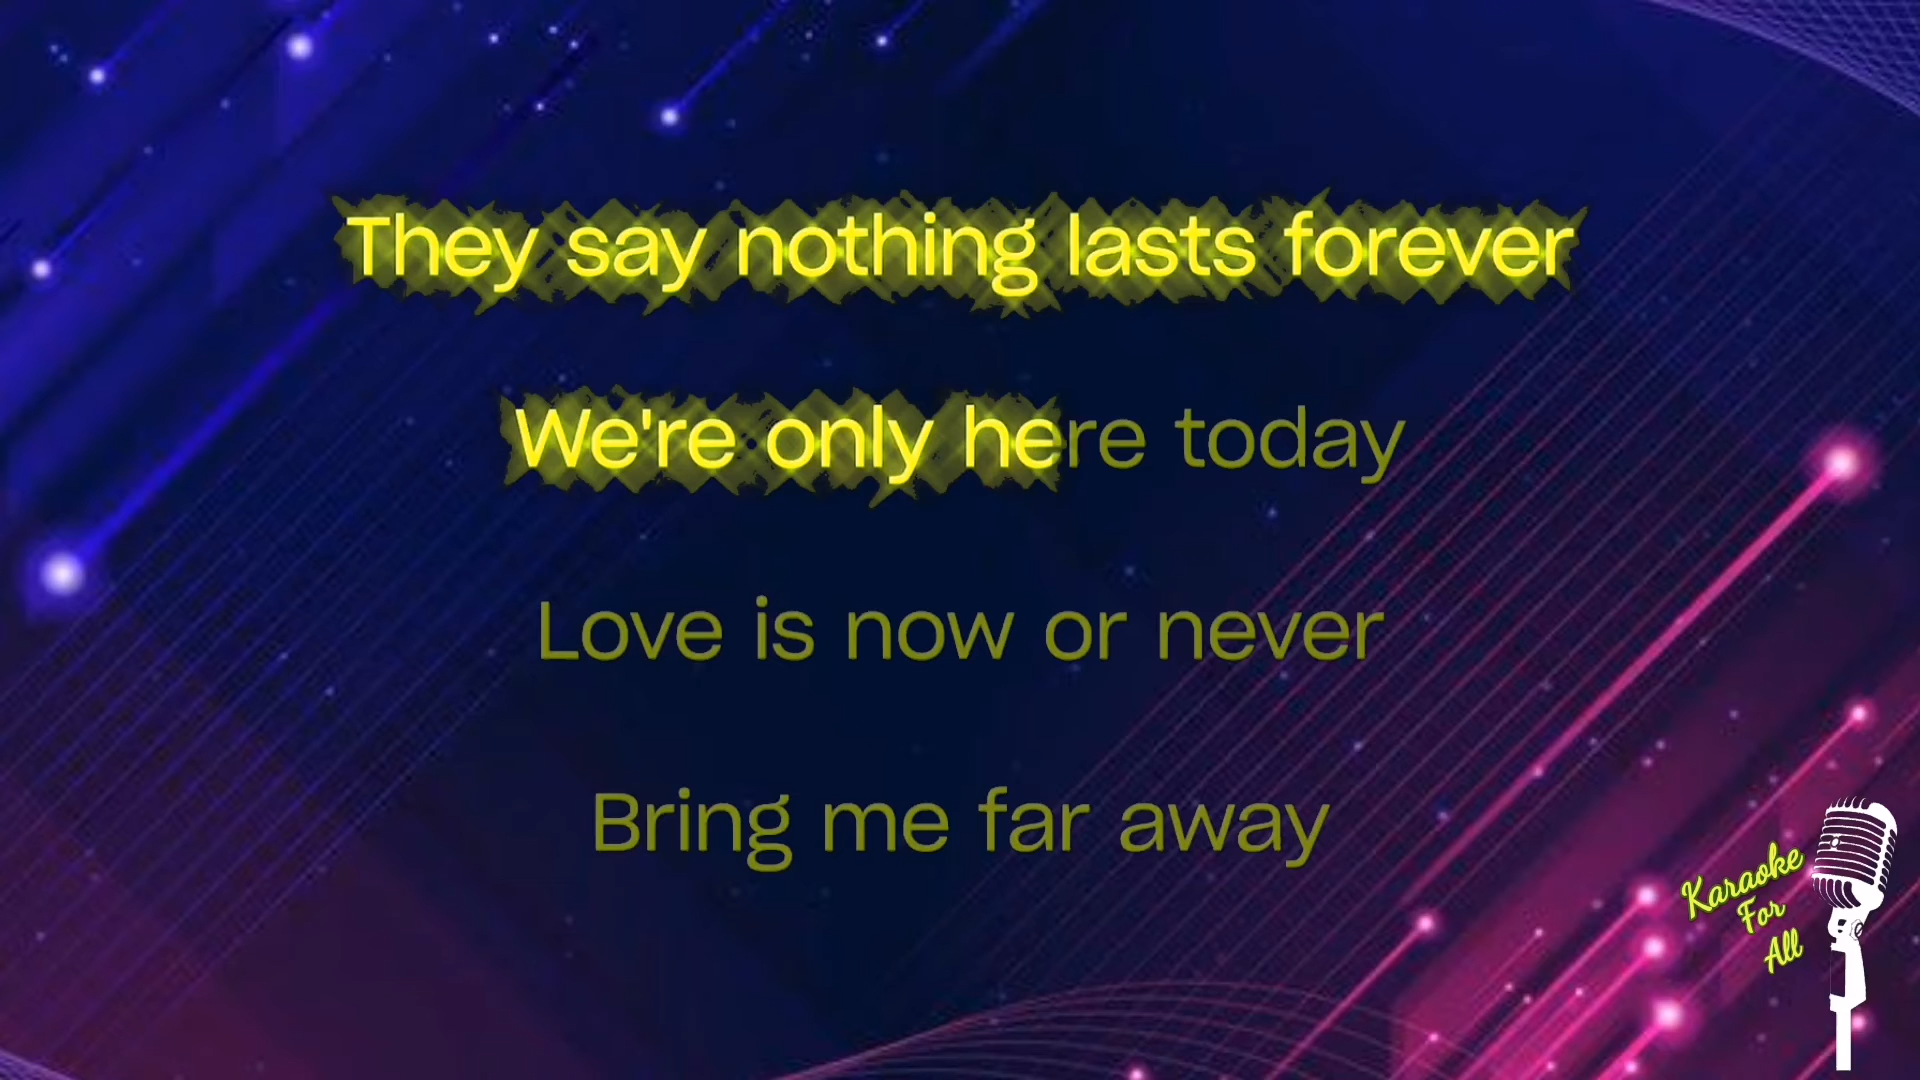 They say nothing lasts forever
We're only here today
Love is now or never
Bring me far away
Karaoke
For
All